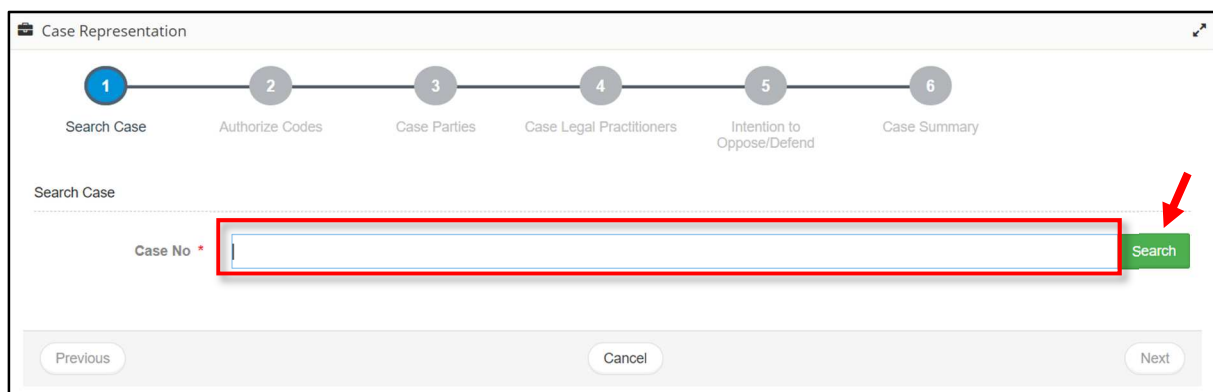 Case Representation
1 2 3 4 5 6
Search Case Authorize Codes Case Parties Case Legal Practitioners Intention to Case Summary
Oppose/Defend
Search Case
Case No * Search
Previous Cancel Next